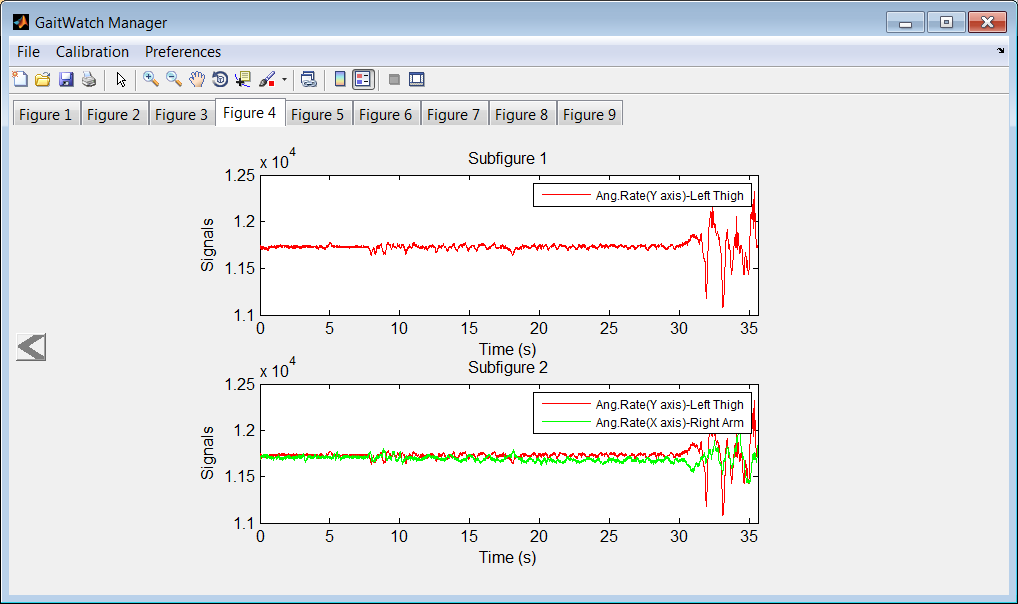 GaitWatch Manager
File Calibration Preferences
Figure 1 Figure 2 Figure 3 Figure 4 Figure 5 Figure 6 Figure 7 Figure 8 Figure 9
x 10^4
Subfigure 1
1.25
1.2
1.15
1.1
Signals
Ang.Rate(Y axis)-Left Thigh
0 5 10 15 20 25 30 35
Time (s)
x 10^4
Subfigure 2
1.25
1.2
1.15
1.1
Signals
Ang.Rate(Y axis)-Left Thigh
Ang.Rate(X axis)-Right Arm
0 5 10 15 20 25 30 35
Time (s)